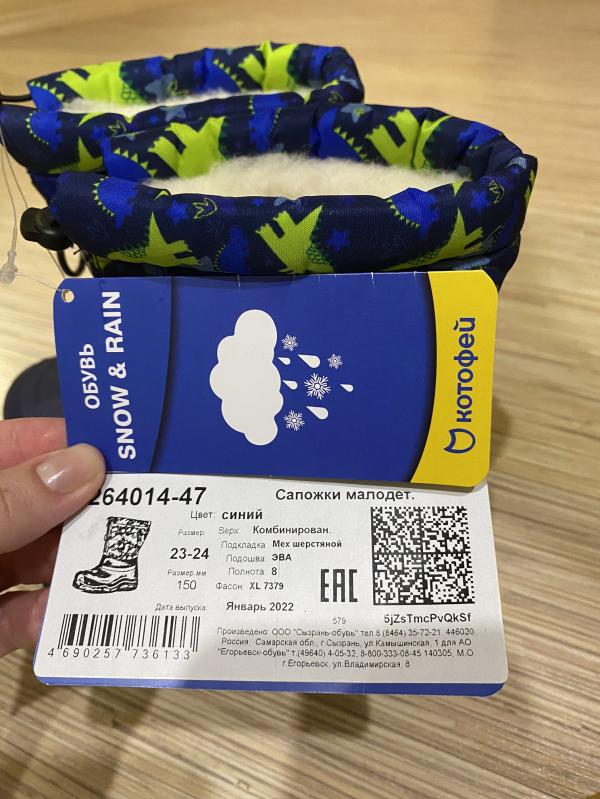 ОБУВЬ
SNOW & RAIN
котофей
264014-47
Сапожки малодет.
Цвет: синий
Размер: 23-24
Размер,мм 150
Верх: Комбинирован.
Подкладка: Мех шерстяной
Подошва: ЭВА
Полнота: 8
Фасон: XL 7379
EAC
Дата выпуска: Январь 2022
579
5jZsTmcPvQkSf
4 690257 736133
Произведено: ООО "Сызрань-обувь" тел.8 (8464) 35-72-21 446020,
Россия, Самарская обл., г.Сызрань, ул.Камышинская, 1 для АО
"Егорьевск-обувь" т.(49640) 4-05-32, 8-800-333-08-45 140305, М.О
г.Егорьевск, ул.Владимирская, 8